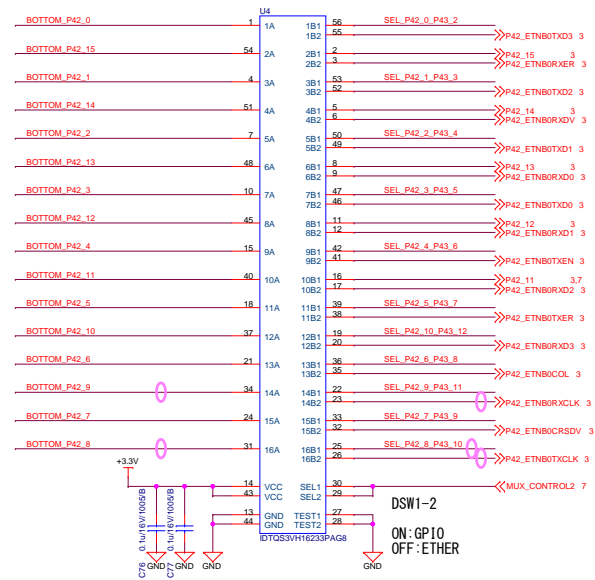 U4
BOTTOM_P42_0 1 1A 1B1 56 SEL_P42_0_P43_2
1B2 55 P42_ETNB0TXD3 3
BOTTOM_P42_15 54 2A 2B1 2 P42_15 3
2B2 3 P42_ETNB0RXER 3
BOTTOM_P42_1 4 3A 3B1 53 SEL_P42_1_P43_3
3B2 52 P42_ETNB0TXD2 3
BOTTOM_P42_14 51 4A 4B1 5 P42_14 3
4B2 6 P42_ETNB0RXDV 3
BOTTOM_P42_2 7 5A 5B1 50 SEL_P42_2_P43_4
5B2 49 P42_ETNB0TXD1 3
BOTTOM_P42_13 48 6A 6B1 8 P42_13 3
6B2 9 P42_ETNB0RXD0 3
BOTTOM_P42_3 10 7A 7B1 47 SEL_P42_3_P43_5
7B2 46 P42_ETNB0TXD0 3
BOTTOM_P42_12 45 8A 8B1 11 P42_12 3
8B2 12 P42_ETNB0RXD1 3
BOTTOM_P42_4 15 9A 9B1 42 SEL_P42_4_P43_6
9B2 41 P42_ETNB0TXEN 3
BOTTOM_P42_11 40 10A 10B1 16 P42_11 3,7
10B2 17 P42_ETNB0RXD2 3
BOTTOM_P42_5 18 11A 11B1 39 SEL_P42_5_P43_7
11B2 38 P42_ETNB0TXER 3
BOTTOM_P42_10 37 12A 12B1 19 SEL_P42_10_P43_12
12B2 20 P42_ETNB0RXD3 3
BOTTOM_P42_6 21 13A 13B1 36 SEL_P42_6_P43_8
13B2 35 P42_ETNB0COL 3
BOTTOM_P42_9 34 14A 14B1 22 SEL_P42_9_P43_11
14B2 23 P42_ETNB0RXCLK 3
BOTTOM_P42_7 24 15A 15B1 33 SEL_P42_7_P43_9
15B2 32 P42_ETNB0CRSDV 3
BOTTOM_P42_8 31 16A 16B1 25 SEL_P42_8_P43_10
16B2 26 P42_ETNB0TXCLK 3
+3.3V
14 VCC SEL1 30 MUX_CONTROL2 7
43 VCC SEL2 29
13 GND TEST1 27
44 GND TEST2 28
IDTQS3VH16233PAG8
C76 0.1u/16V/1005/B
C77 0.1u/16V/1005/B
GND GND GND GND
DSW1-2
ON:GPIO
OFF:ETHER